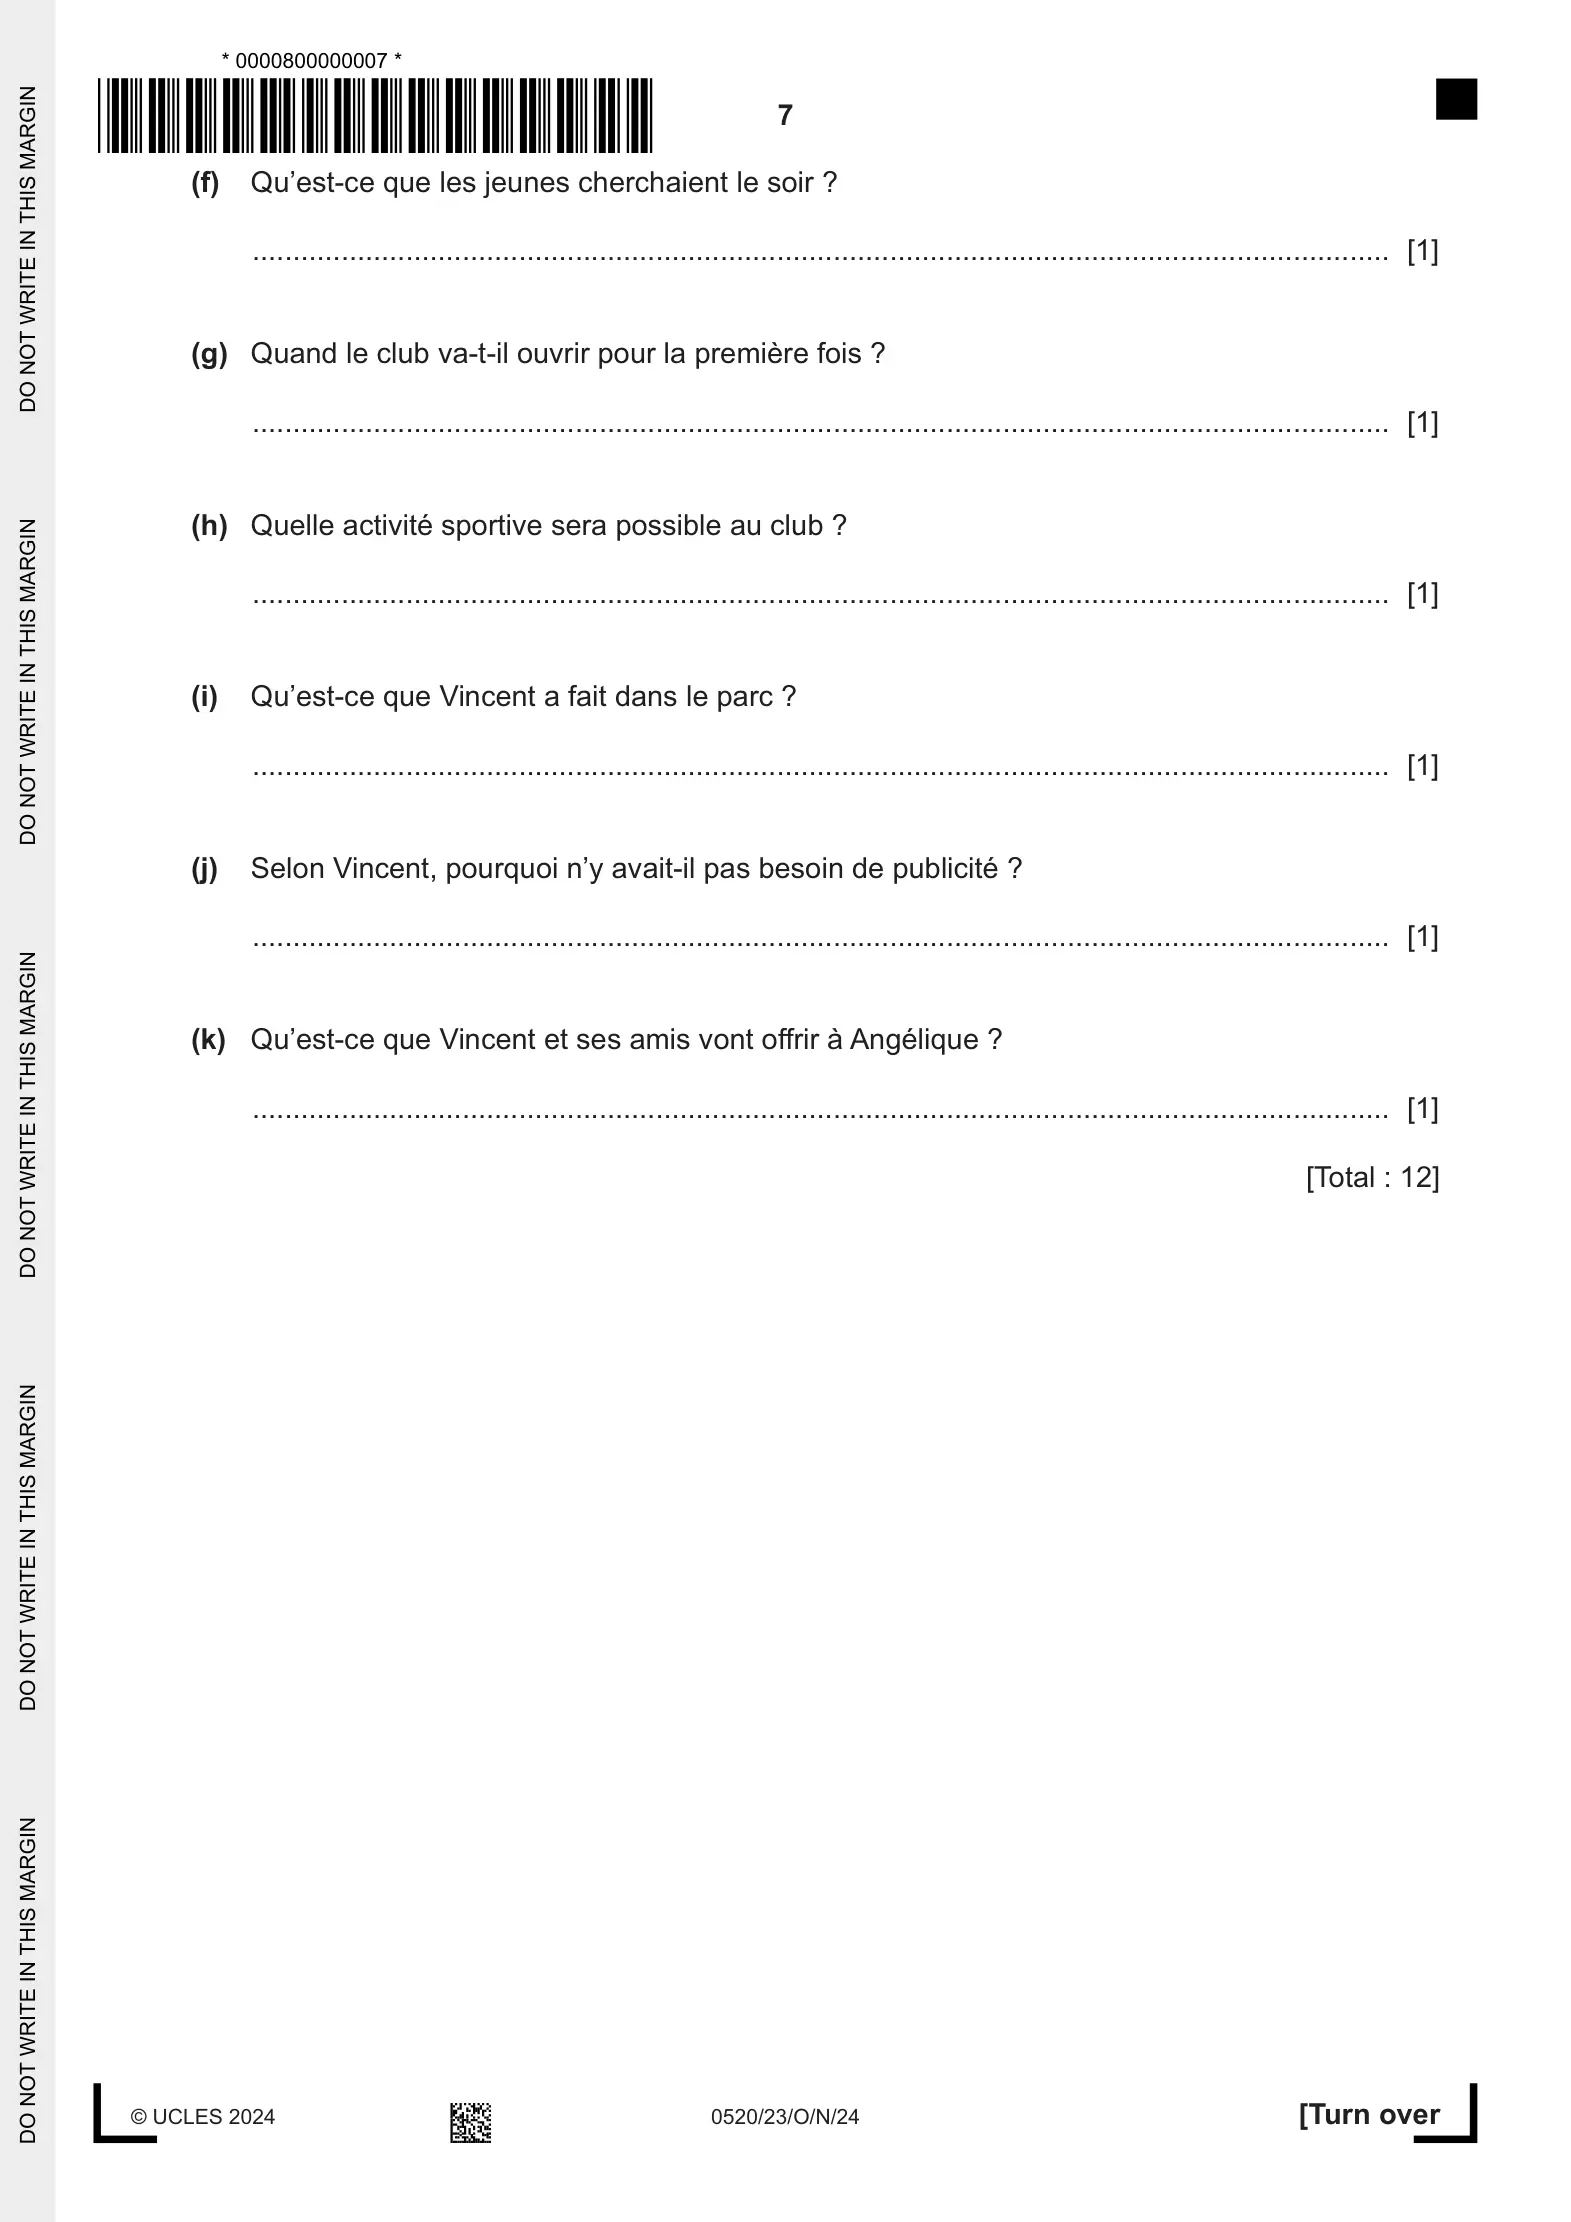 * 0000800000007 *
7
(f) Qu’est-ce que les jeunes cherchaient le soir ?
.......................................................................................................................................... [1]
(g) Quand le club va-t-il ouvrir pour la première fois ?
.......................................................................................................................................... [1]
(h) Quelle activité sportive sera possible au club ?
.......................................................................................................................................... [1]
(i) Qu’est-ce que Vincent a fait dans le parc ?
.......................................................................................................................................... [1]
(j) Selon Vincent, pourquoi n’y avait-il pas besoin de publicité ?
.......................................................................................................................................... [1]
(k) Qu’est-ce que Vincent et ses amis vont offrir à Angélique ?
.......................................................................................................................................... [1]
[Total : 12]
© UCLES 2024
0520/23/O/N/24
[Turn over
DO NOT WRITE IN THIS MARGIN
DO NOT WRITE IN THIS MARGIN
DO NOT WRITE IN THIS MARGIN
DO NOT WRITE IN THIS MARGIN
DO NOT WRITE IN THIS MARGIN